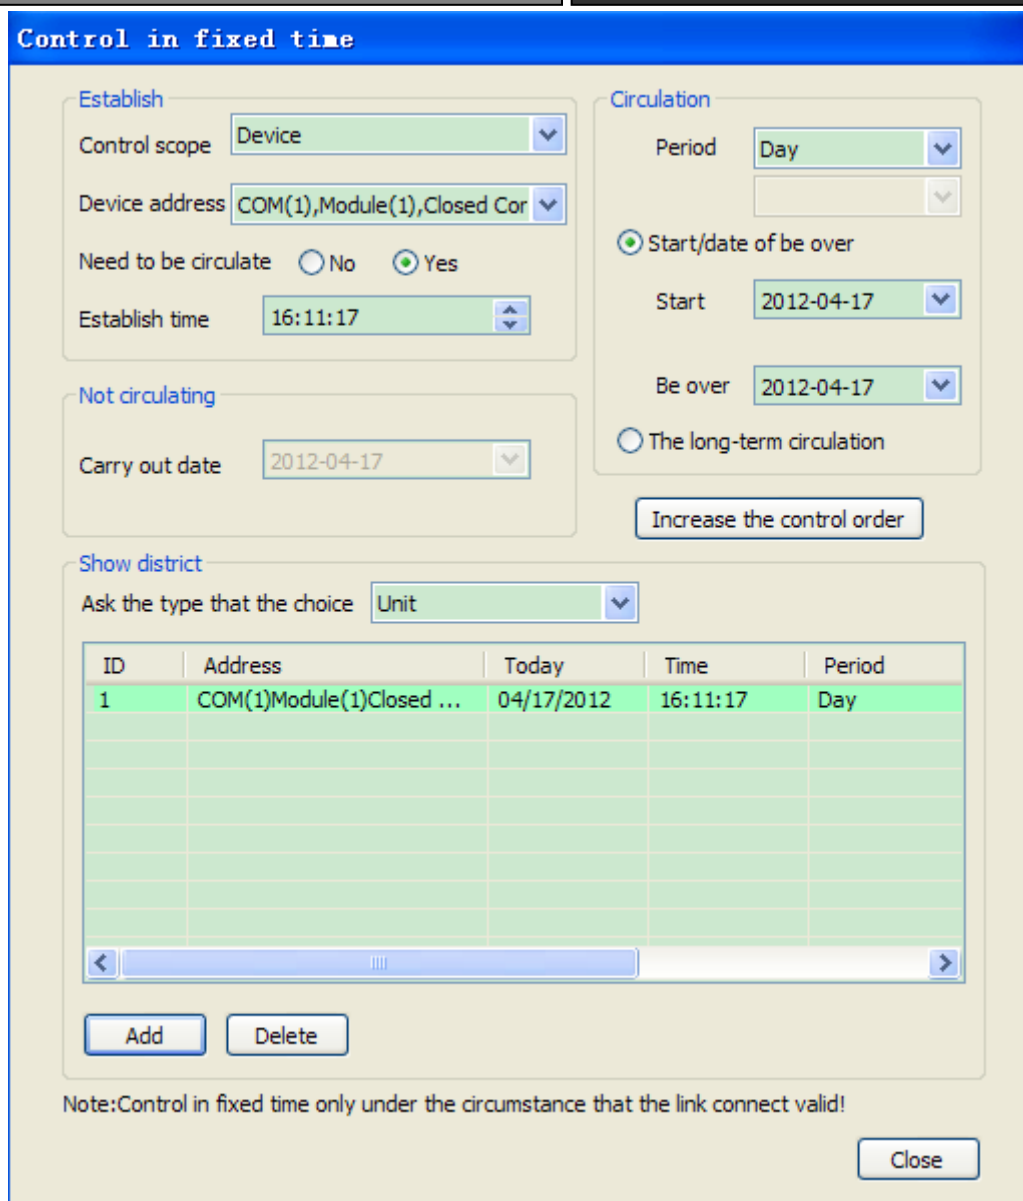 Control in fixed time
Establish
Control scope Device
Device address COM(1),Module(1),Closed Cor
Need to be circulate No Yes
Establish time 16:11:17
Not circulating
Carry out date 2012-04-17
Circulation
Period Day
Start/date of be over
Start 2012-04-17
Be over 2012-04-17
The long-term circulation
Increase the control order
Show district
Ask the type that the choice Unit
ID Address Today Time Period
1 COM(1)Module(1)Closed ... 04/17/2012 16:11:17 Day
Add Delete
Note:Control in fixed time only under the circumstance that the link connect valid!
Close